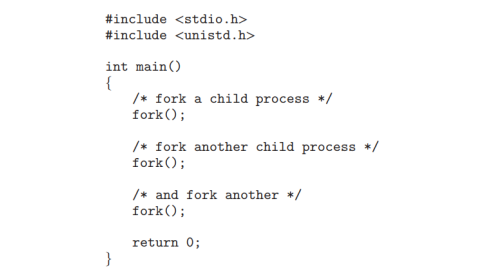 #include <stdio.h>
#include <unistd.h>
int main()
{
/* fork a child process */
fork();
/* fork another child process */
fork();
/* and fork another */
fork();
return 0;
}